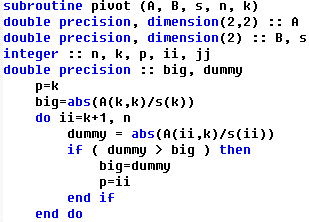 subroutine pivot (A, B, s, n, k)
double precision, dimension(2,2) :: A
double precision, dimension(2) :: B, s
integer :: n, k, p, ii, jj
double precision :: big, dummy
p=k
big=abs(A(k,k)/s(k))
do ii=k+1, n
dummy = abs(A(ii,k)/s(ii))
if ( dummy > big ) then
big=dummy
p=ii
end if
end do